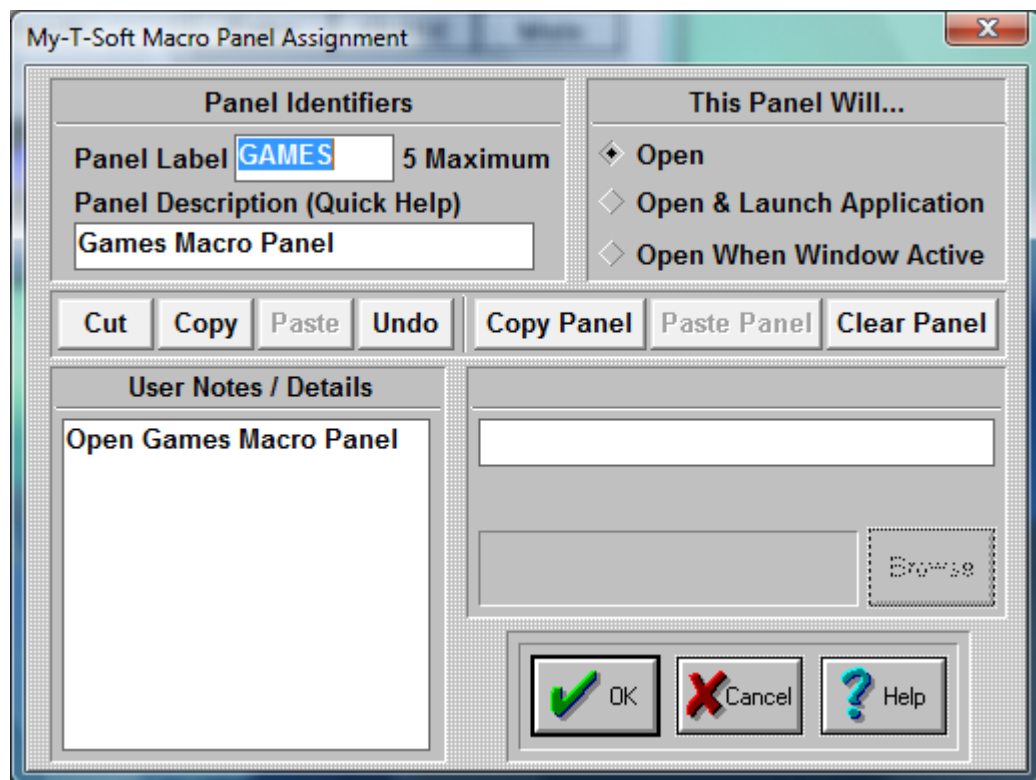 My-T-Soft Macro Panel Assignment
Panel Identifiers
Panel Label GAMES 5 Maximum
Panel Description (Quick Help)
Games Macro Panel
This Panel Will...
Open
Open & Launch Application
Open When Window Active
Cut Copy Paste Undo Copy Panel Paste Panel Clear Panel
User Notes / Details
Open Games Macro Panel
Browse
OK Cancel Help